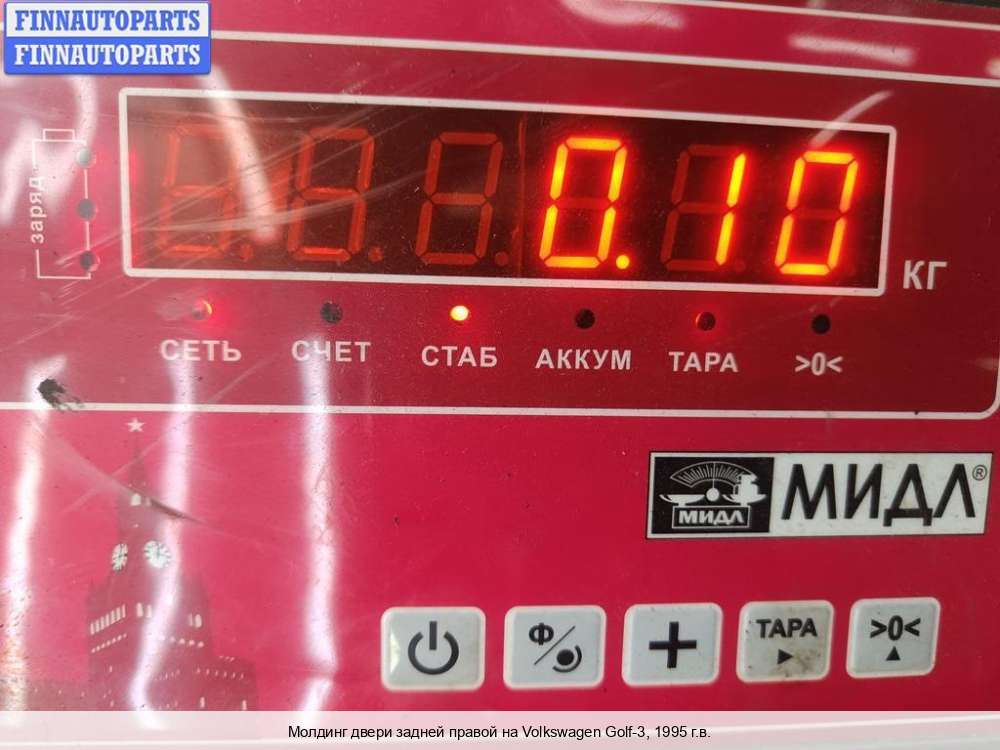 FINNAUTOPARTS
FINNAUTOPARTS
заряд
0.10
КГ
СЕТЬ СЧЕТ СТАБ АККУМ ТАРА >0<
МИДЛ МИДЛ®
Ф ТАРА >0<
Молдинг двери задней правой на Volkswagen Golf-3, 1995 г.в.